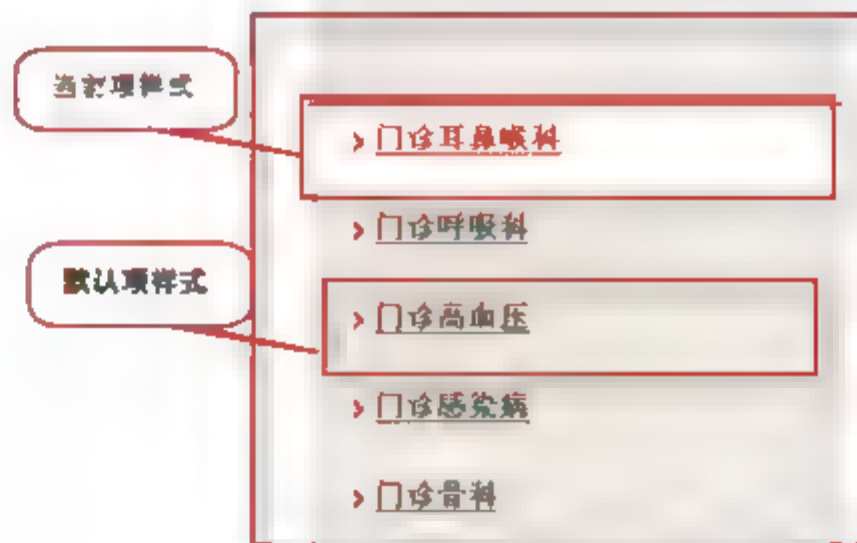 当前项样式
› 门诊耳鼻喉科
› 门诊呼吸科
默认项样式
› 门诊高血压
› 门诊感染病
› 门诊骨科